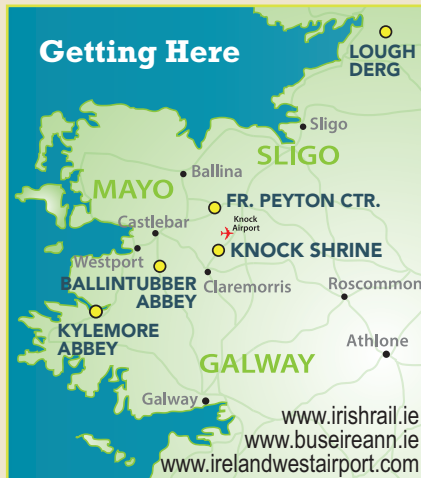 Getting Here
LOUGH
DERG
Sligo
SLIGO
Ballina
MAYO
FR. PEYTON CTR.
Knock
Airport
Castlebar
KNOCK SHRINE
Westport
BALLINTUBBER
ABBEY
Claremorris
Roscommon
KYLEMORE
ABBEY
Athlone
GALWAY
Galway
www.irishrail.ie
www.buseireann.ie
www.irelandwestairport.com